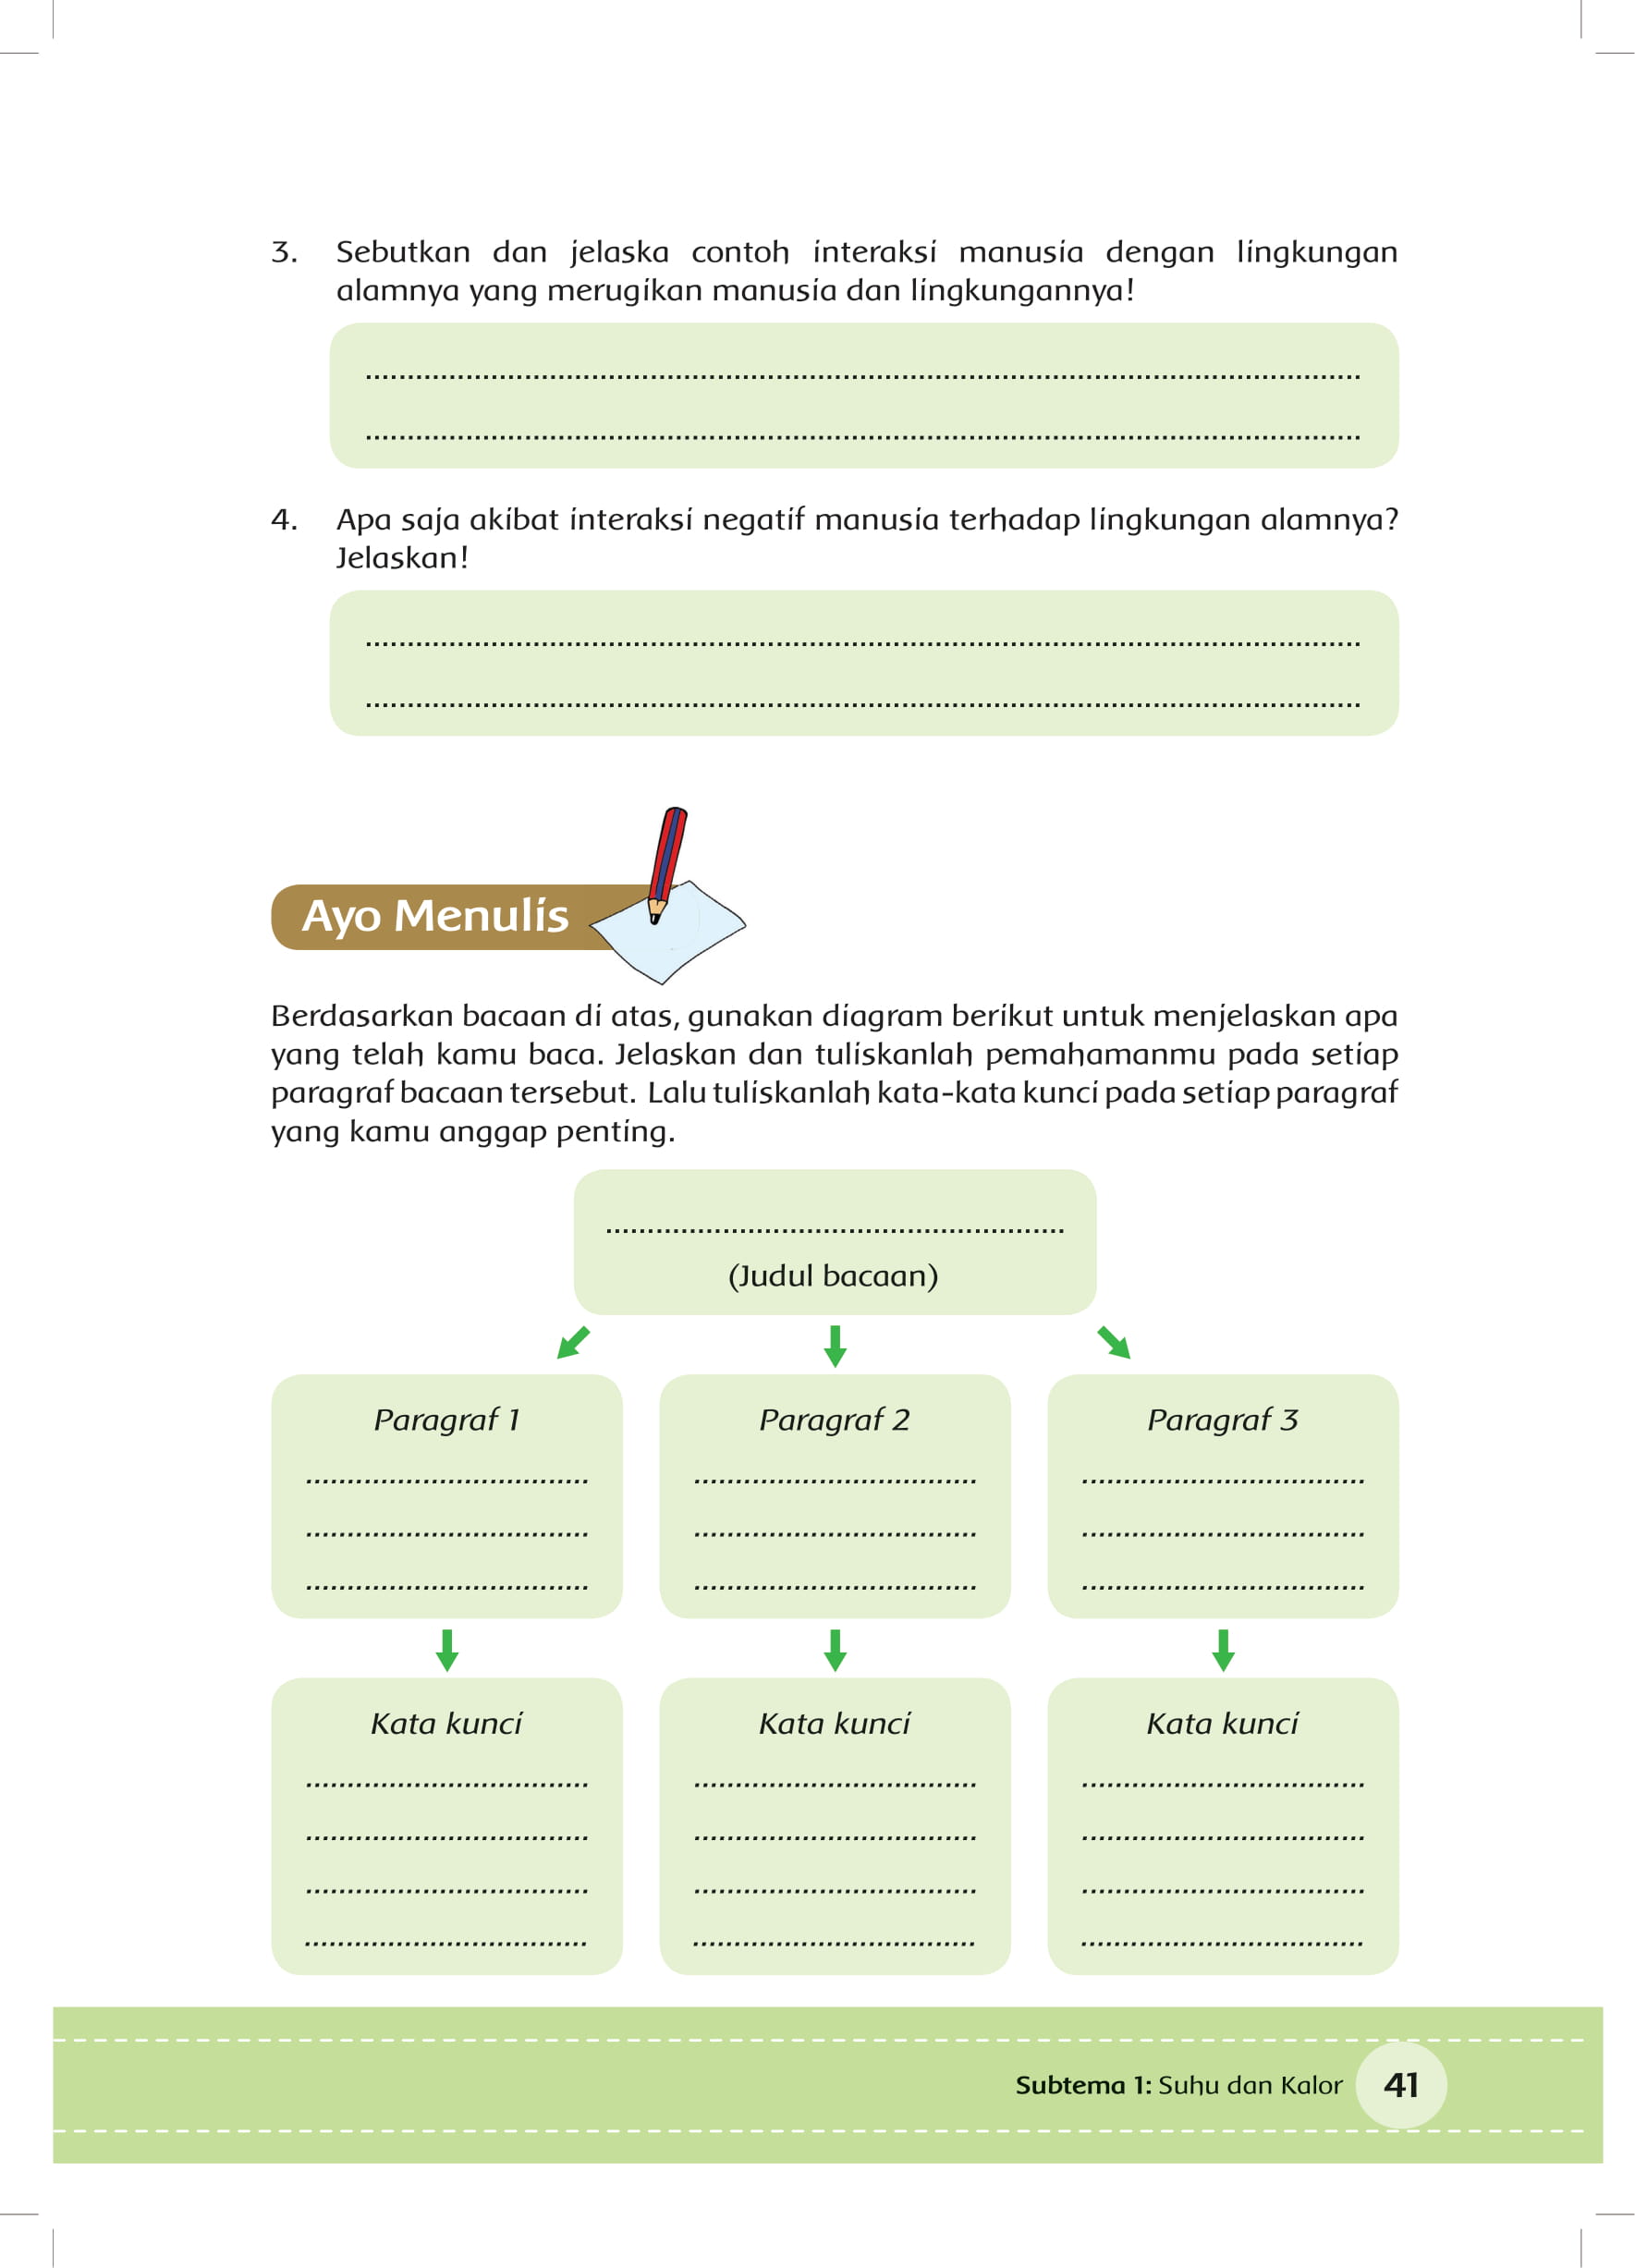 3. Sebutkan dan jelaska contoh interaksi manusia dengan lingkungan
alamnya yang merugikan manusia dan lingkungannya!
4. Apa saja akibat interaksi negatif manusia terhadap lingkungan alamnya?
Jelaskan!
Ayo Menulis
Berdasarkan bacaan di atas, gunakan diagram berikut untuk menjelaskan apa
yang telah kamu baca. Jelaskan dan tuliskanlah pemahamanmu pada setiap
paragraf bacaan tersebut. Lalu tuliskanlah kata-kata kunci pada setiap paragraf
yang kamu anggap penting.
(Judul bacaan)
Paragraf 1
Paragraf 2
Paragraf 3
Kata kunci
Kata kunci
Kata kunci
Subtema 1: Suhu dan Kalor 41